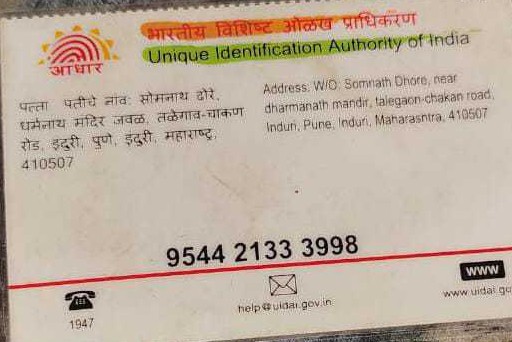 भारतीय विशिष्ट ओळख प्राधिकरण
Unique Identification Authority of India
आधार
पत्ता पतीचे नाव: सोमनाथ ढोरे,
धर्मनाथ मंदिर जवळ, तळेगाव-चाकण
रोड, इंदुरी, पुणे, इंदुरी, महाराष्ट्र,
410507
Address: W/O: Somnath Dhore, near
dharmanath mandir, talegaon-chakan road,
Induri, Pune, Induri, Maharashtra, 410507
9544 2133 3998
1947
help@uidai.gov.in
www
www.uidai.go